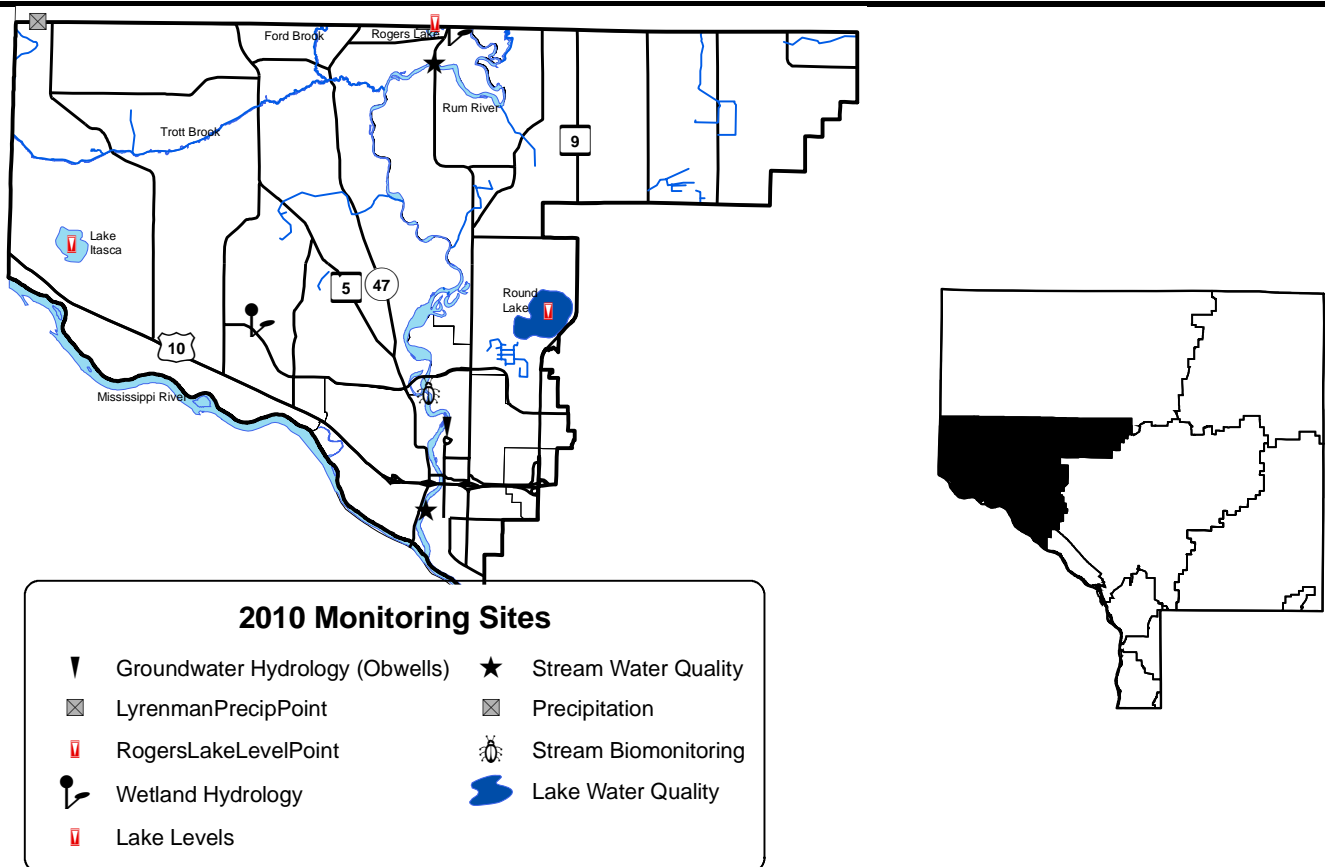 Ford Brook
Rogers Lake
Rum River
Trott Brook
9
Lake
Itasca
5
47
Round
Lake
10
Mississippi River
2010 Monitoring Sites
Groundwater Hydrology (Obwells)
Stream Water Quality
LyrenmanPrecipPoint
Precipitation
RogersLakeLevelPoint
Stream Biomonitoring
Wetland Hydrology
Lake Water Quality
Lake Levels